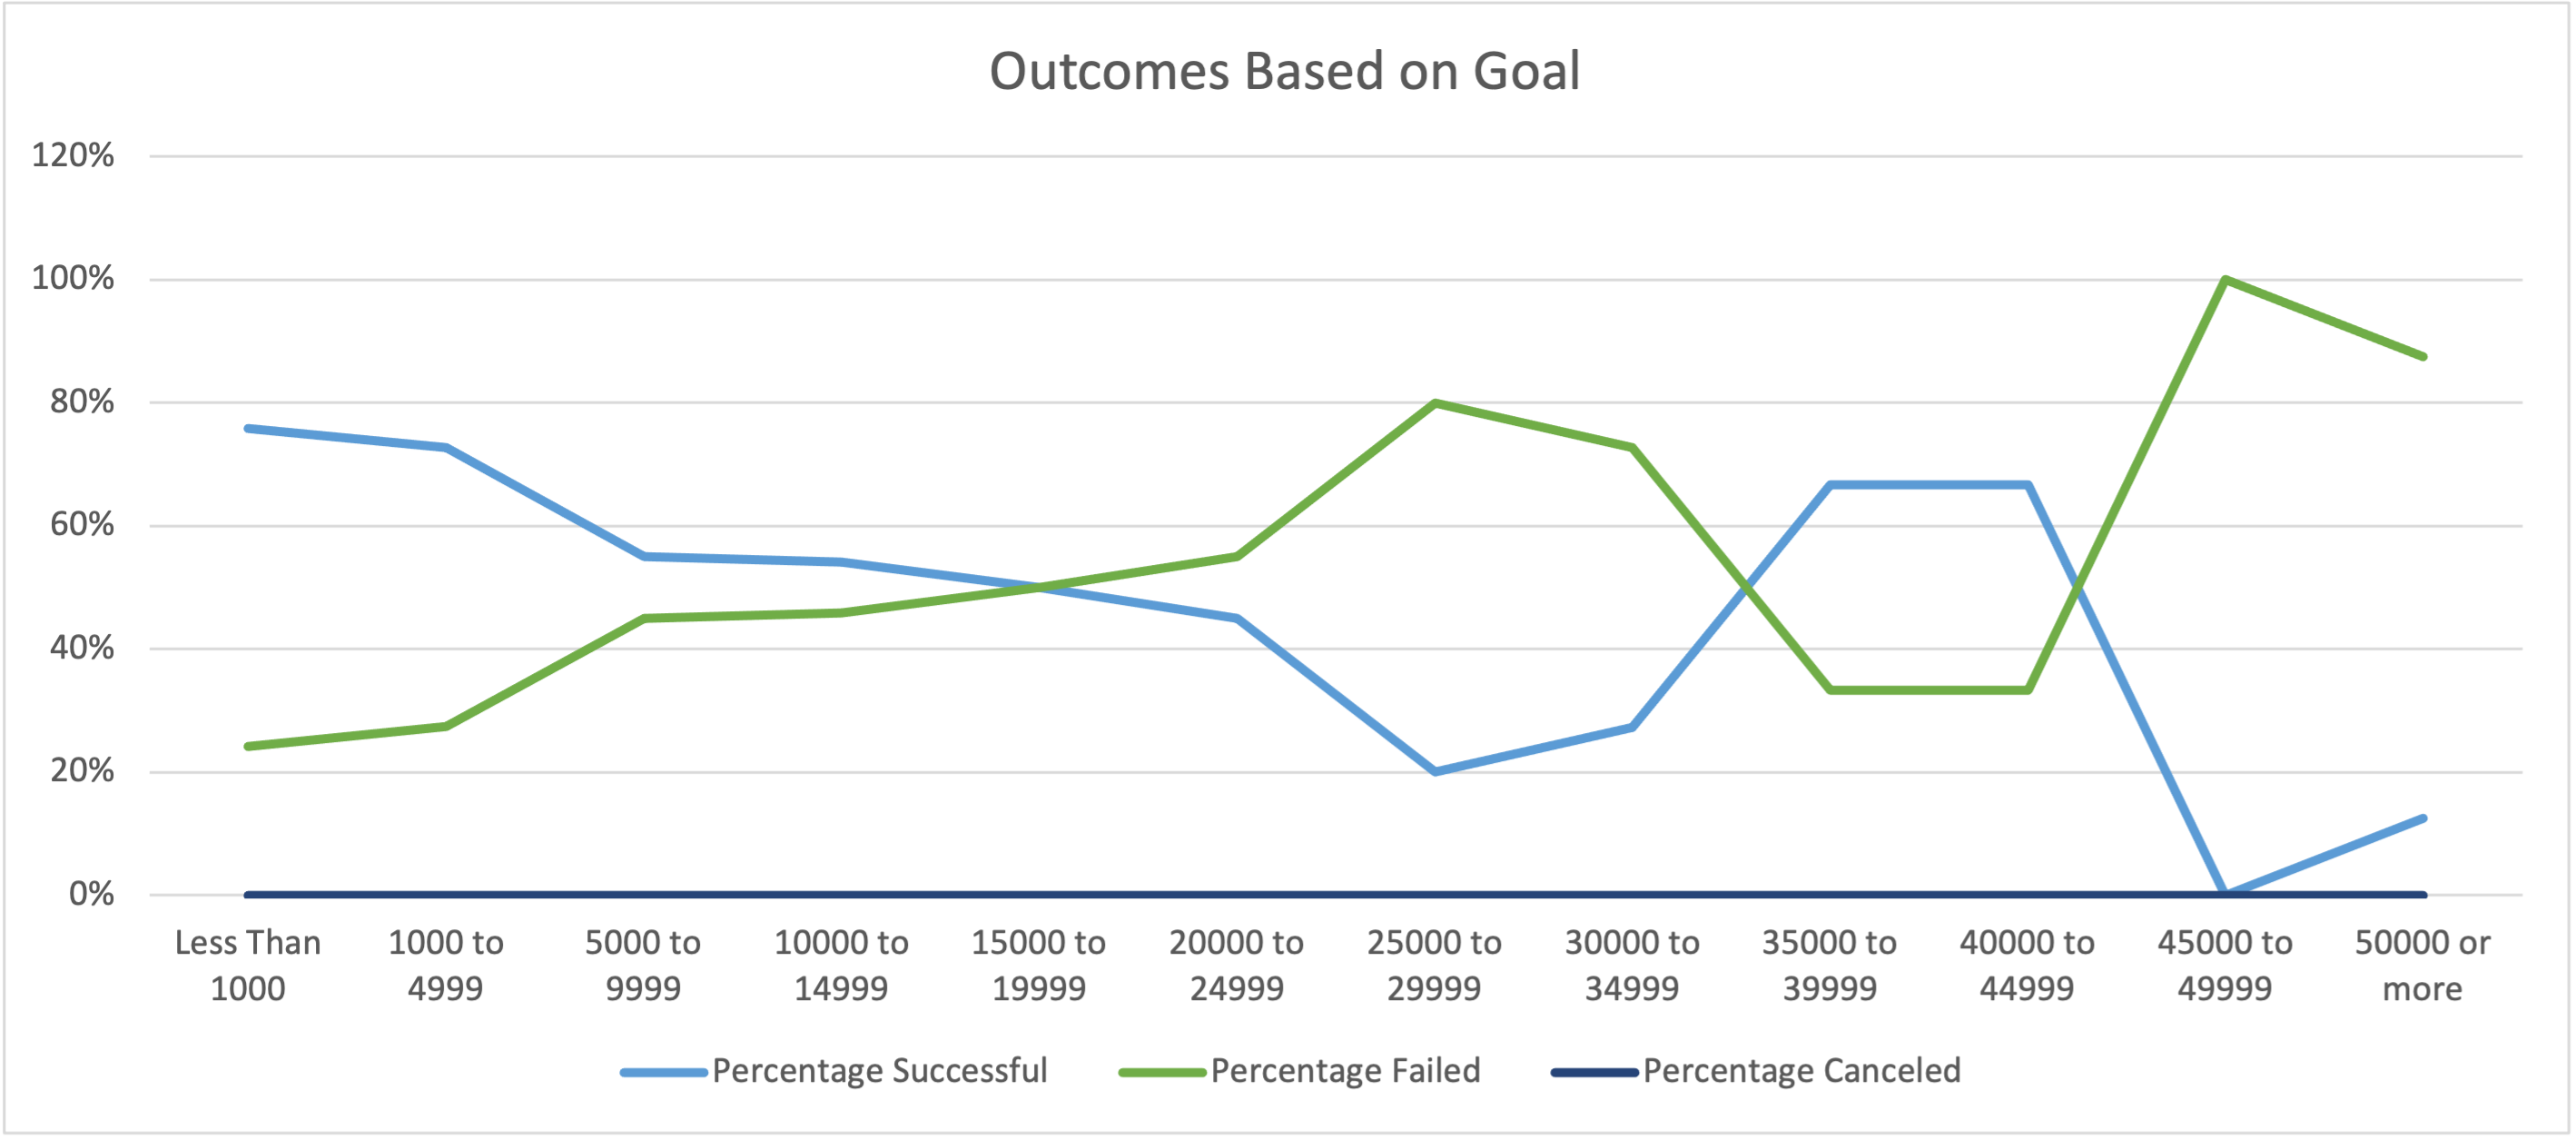 Outcomes Based on Goal
120%
100%
80%
60%
40%
20%
0%
Less Than 1000
1000 to 4999
5000 to 9999
10000 to 14999
15000 to 19999
20000 to 24999
25000 to 29999
30000 to 34999
35000 to 39999
40000 to 44999
45000 to 49999
50000 or more
Percentage Successful
Percentage Failed
Percentage Canceled